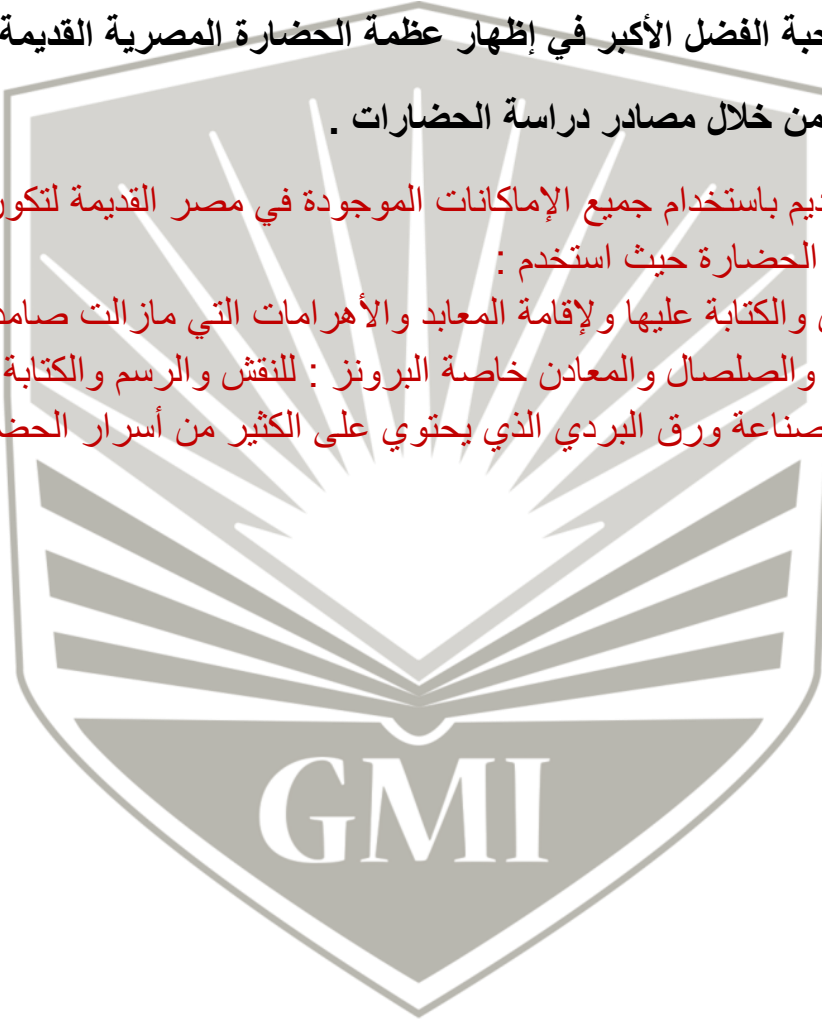 حبة الفضل الأكبر في إظهار عظمة الحضارة المصرية القديمة
من خلال مصادر دراسة الحضارات .
ديم باستخدام جميع الإماكانات الموجودة في مصر القديمة لتكور
الحضارة حيث استخدم :
والكتابة عليها ولإقامة المعابد والأهرامات التي مازالت صامد
والصلصال والمعادن خاصة البرونز : للنقش والرسم والكتابة
صناعة ورق البردي الذي يحتوي على الكثير من أسرار الحض
GMI